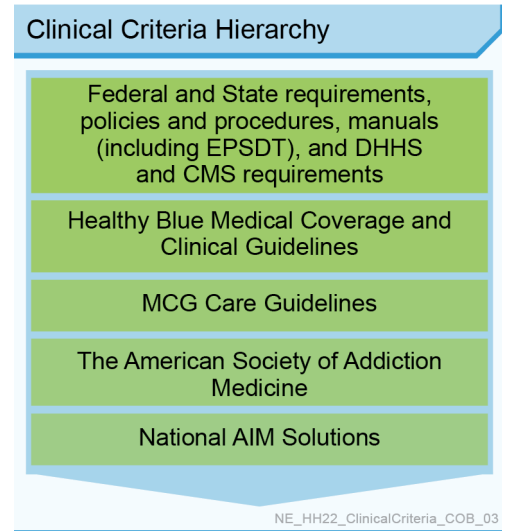 Clinical Criteria Hierarchy
Federal and State requirements,
policies and procedures, manuals
(including EPSDT), and DHHS
and CMS requirements
Healthy Blue Medical Coverage and
Clinical Guidelines
MCG Care Guidelines
The American Society of Addiction
Medicine
National AIM Solutions
NE_HH22_ClinicalCriteria_COB_03